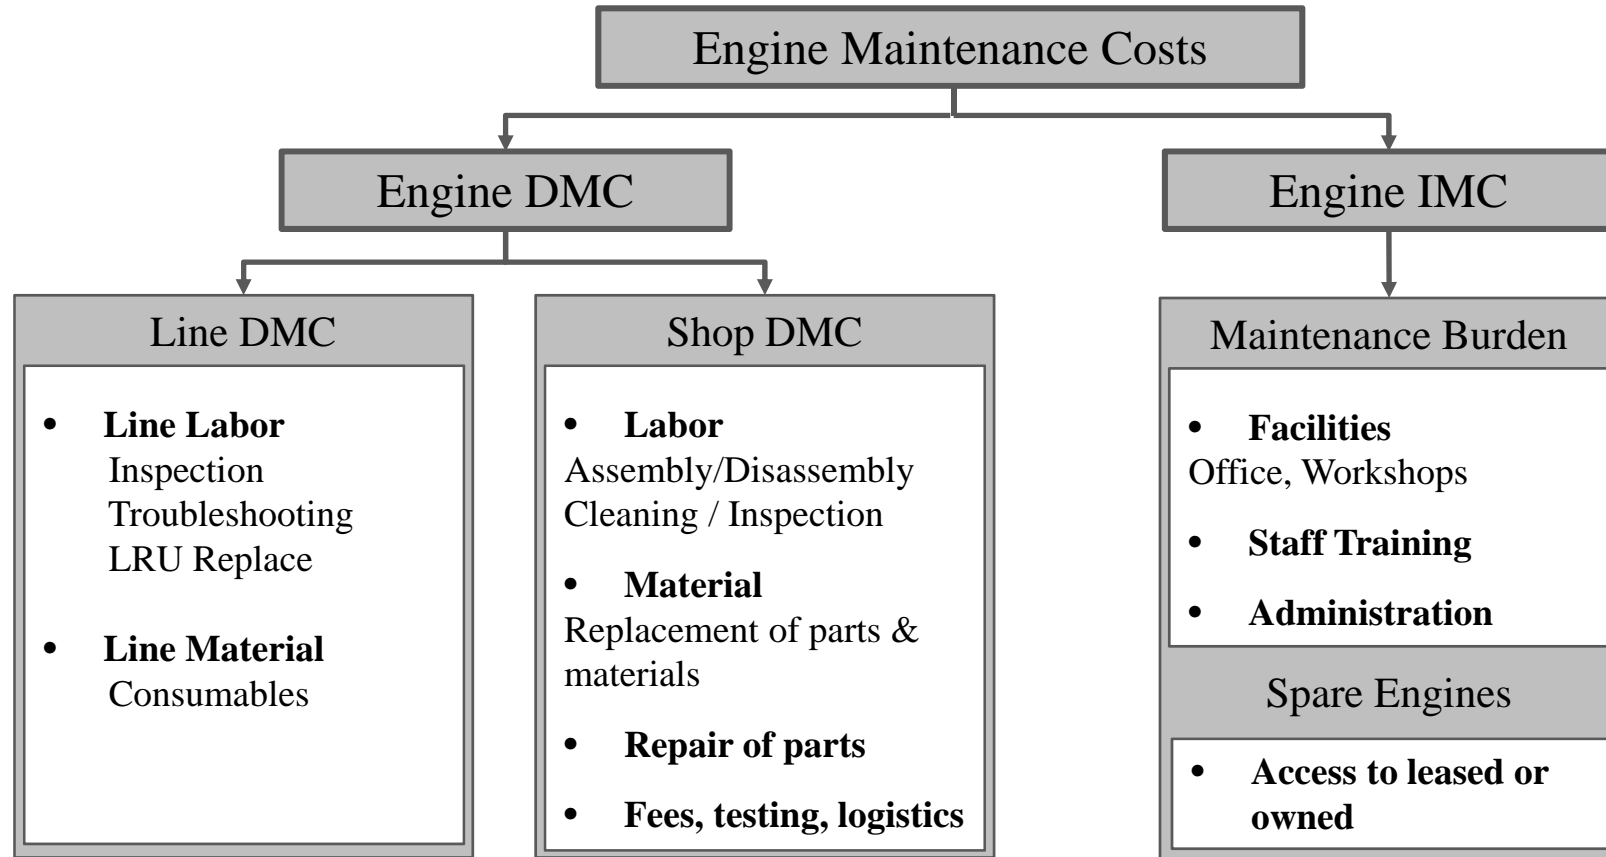 Engine Maintenance Costs
Engine DMC
Engine IMC
Line DMC
• Line Labor
Inspection
Troubleshooting
LRU Replace
• Line Material
Consumables
Shop DMC
• Labor
Assembly/Disassembly
Cleaning / Inspection
• Material
Replacement of parts &
materials
• Repair of parts
• Fees, testing, logistics
Maintenance Burden
• Facilities
Office, Workshops
• Staff Training
• Administration
Spare Engines
• Access to leased or
owned